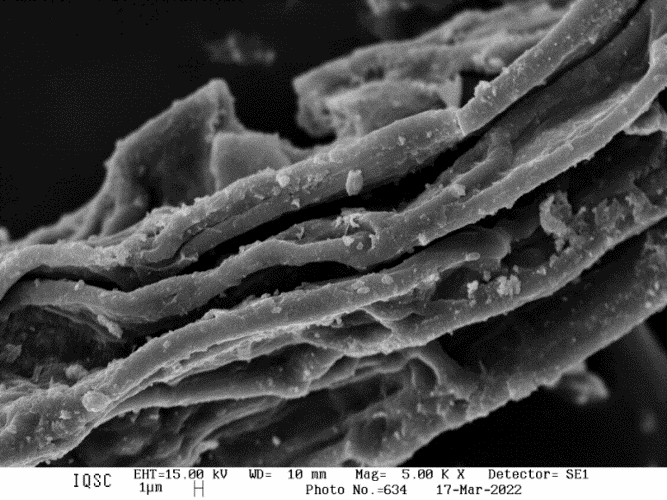 IQSC EHT=15.00 kV WD= 10 mm Mag= 5.00 K X Detector= SE1
1µm Photo No.=634 17-Mar-2022